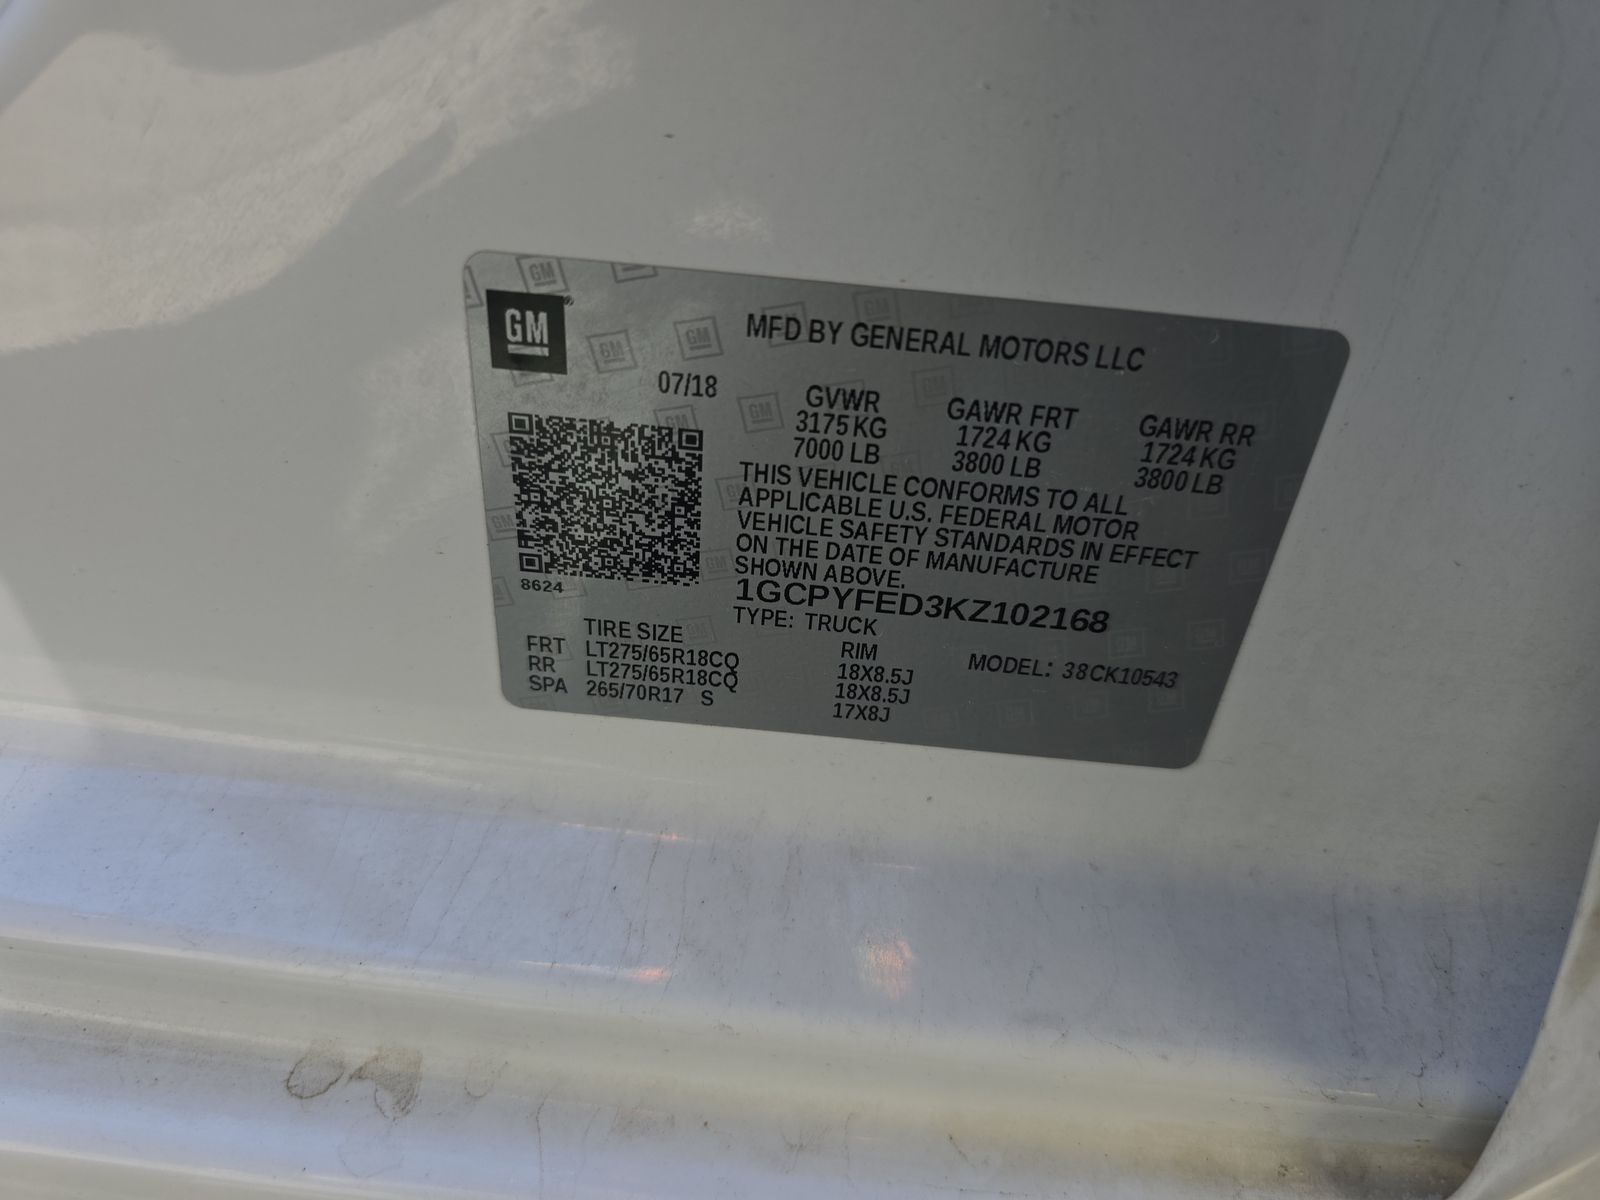 GM
MFD BY GENERAL MOTORS LLC
07/18
GVWR GAWR FRT GAWR RR
3175 KG 1724 KG 1724 KG
7000 LB 3800 LB 3800 LB
THIS VEHICLE CONFORMS TO ALL
APPLICABLE U.S. FEDERAL MOTOR
VEHICLE SAFETY STANDARDS IN EFFECT
ON THE DATE OF MANUFACTURE
SHOWN ABOVE.
8624
1GCPYFED3KZ102168
TYPE: TRUCK
TIRE SIZE RIM
FRT LT275/65R18CQ 18X8.5J
RR LT275/65R18CQ 18X8.5J
SPA 265/70R17 S 17X8J
MODEL: 38CK10543